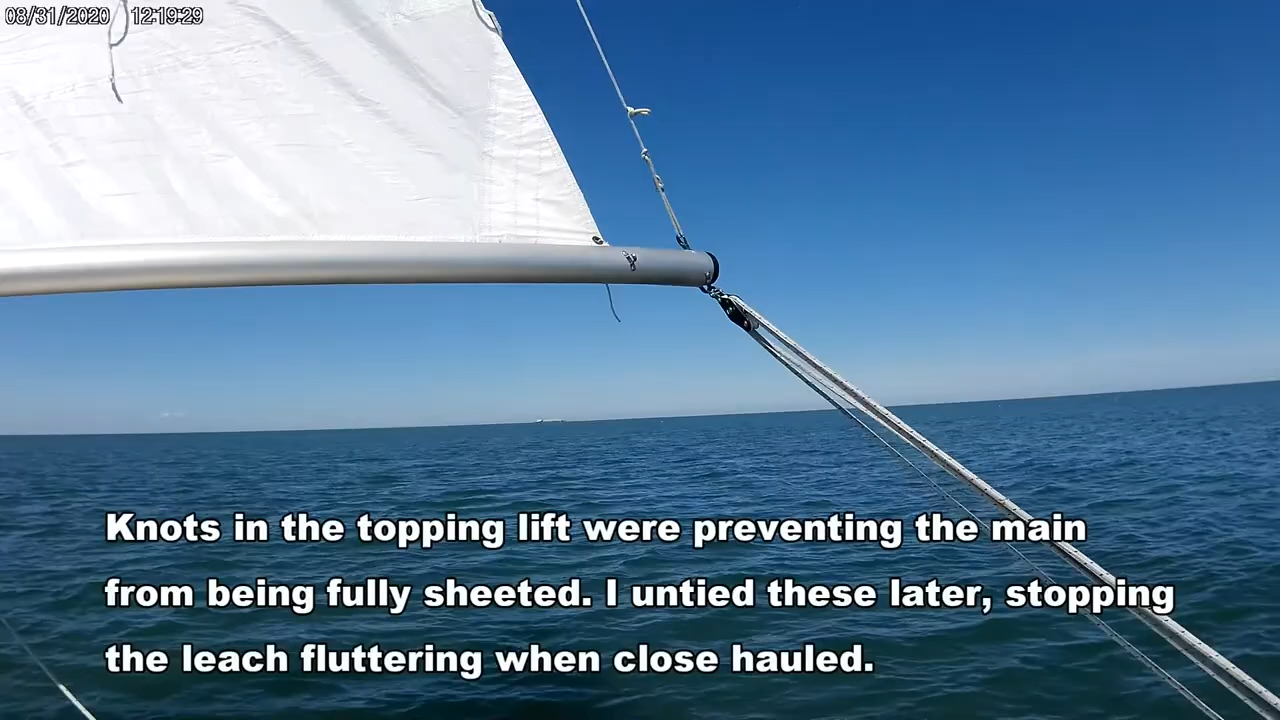 08/31/2020 12:19:29
Knots in the topping lift were preventing the main
from being fully sheeted. I untied these later, stopping
the leach fluttering when close hauled.